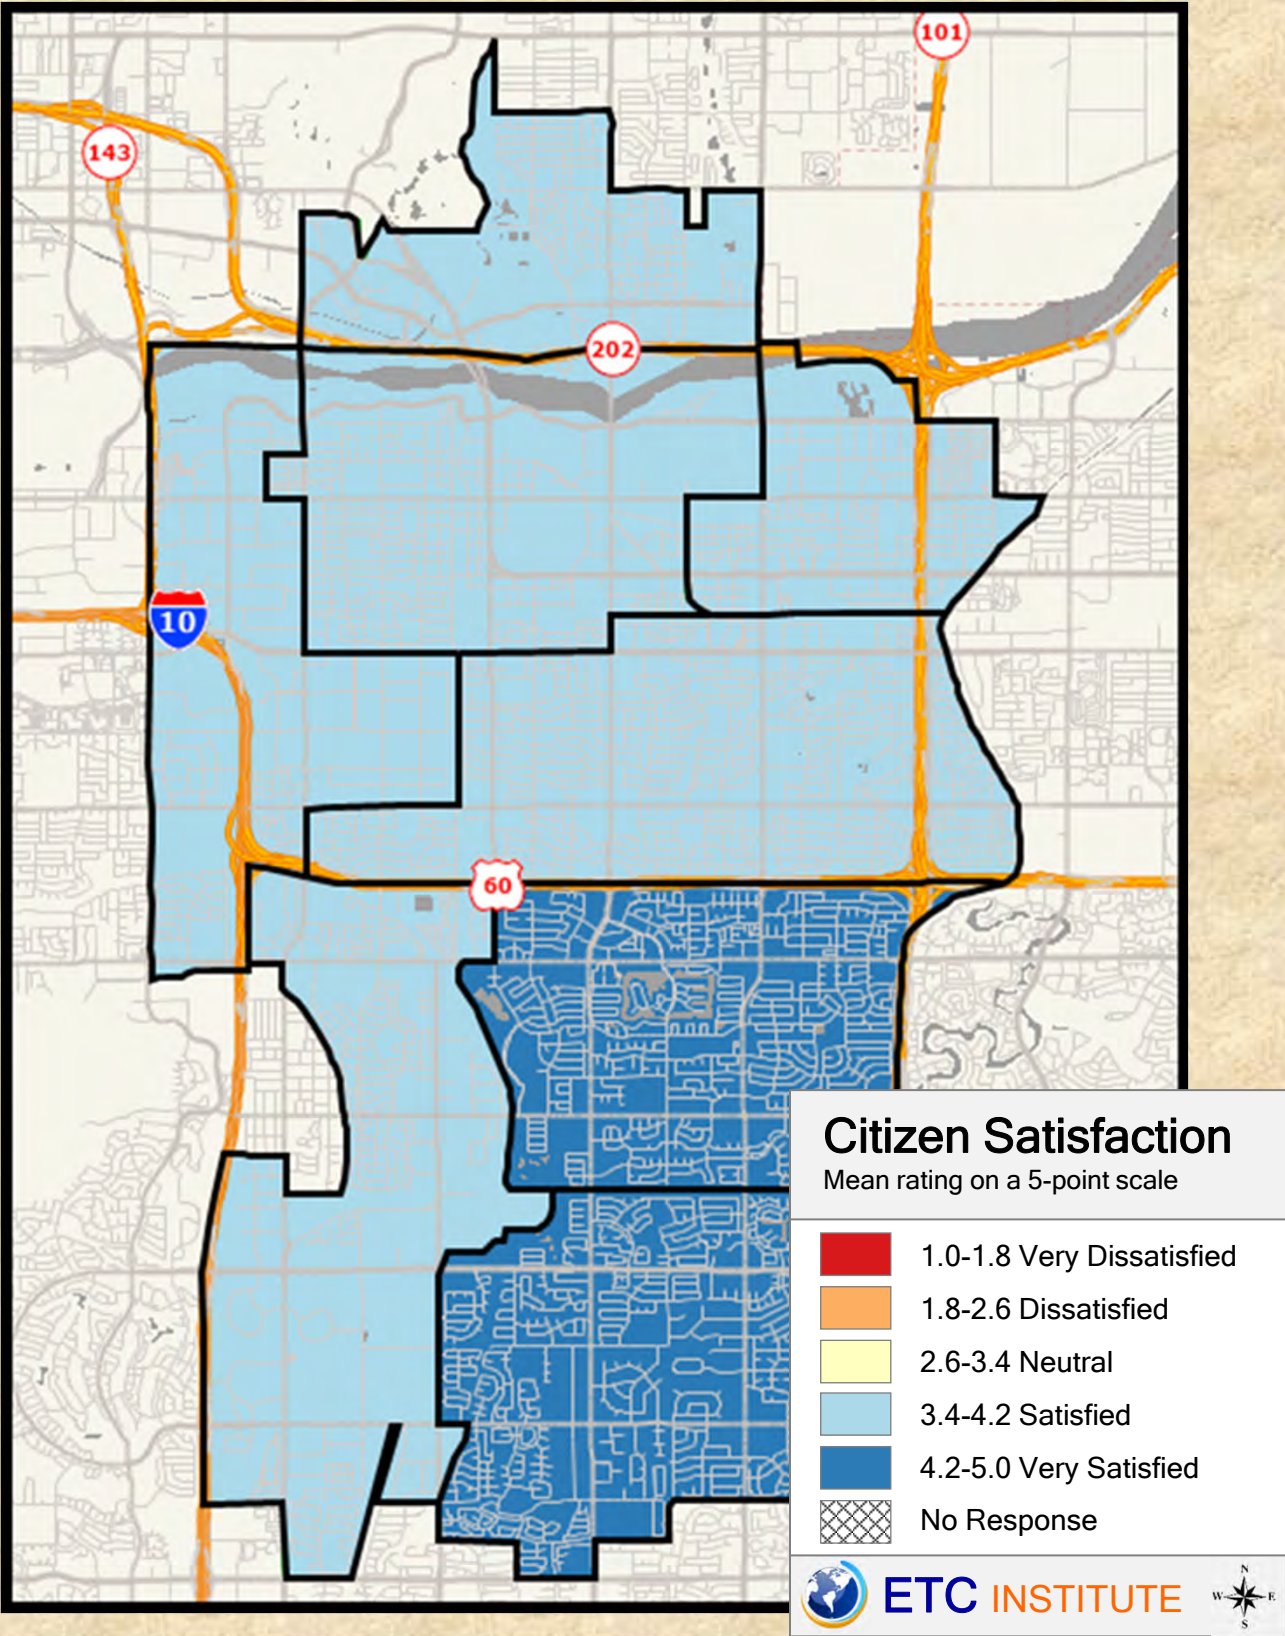 101
143
202
10
60
Citizen Satisfaction
Mean rating on a 5-point scale
1.0-1.8 Very Dissatisfied
1.8-2.6 Dissatisfied
2.6-3.4 Neutral
3.4-4.2 Satisfied
4.2-5.0 Very Satisfied
No Response
ETC INSTITUTE
N
W E
S